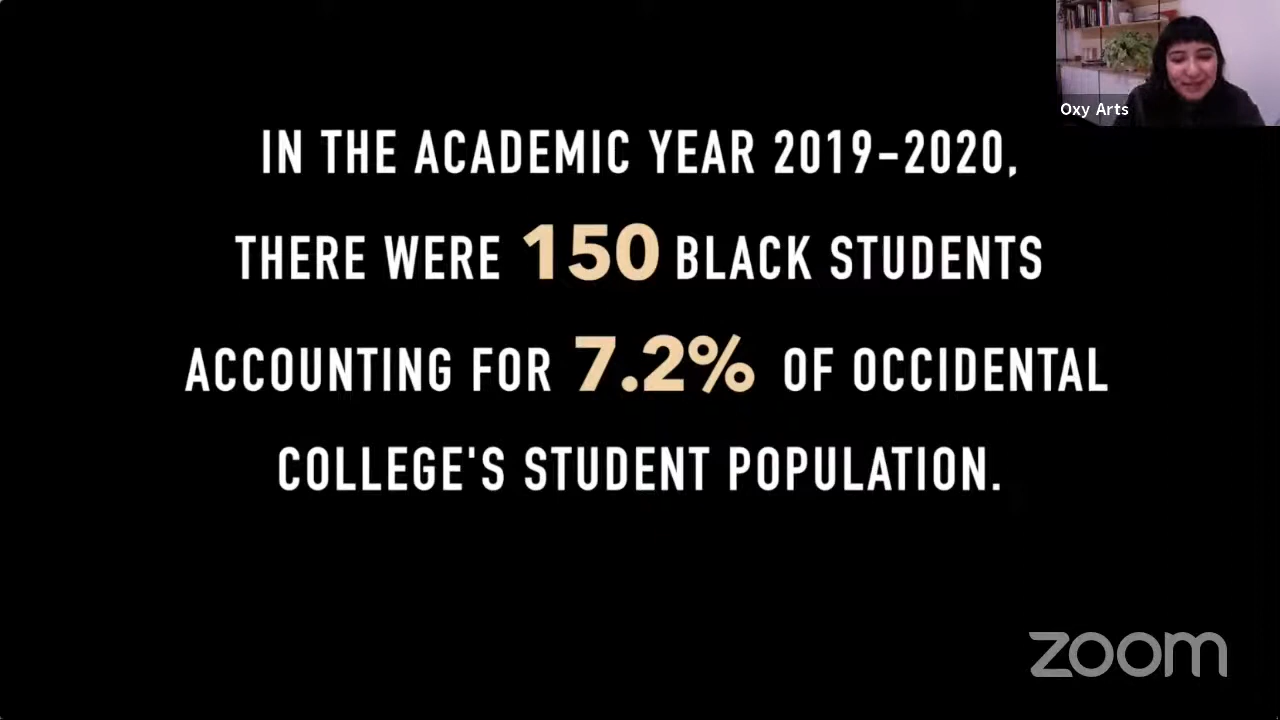 Oxy Arts
IN THE ACADEMIC YEAR 2019-2020,
THERE WERE 150 BLACK STUDENTS
ACCOUNTING FOR 7.2% OF OCCIDENTAL
COLLEGE'S STUDENT POPULATION.
zoom